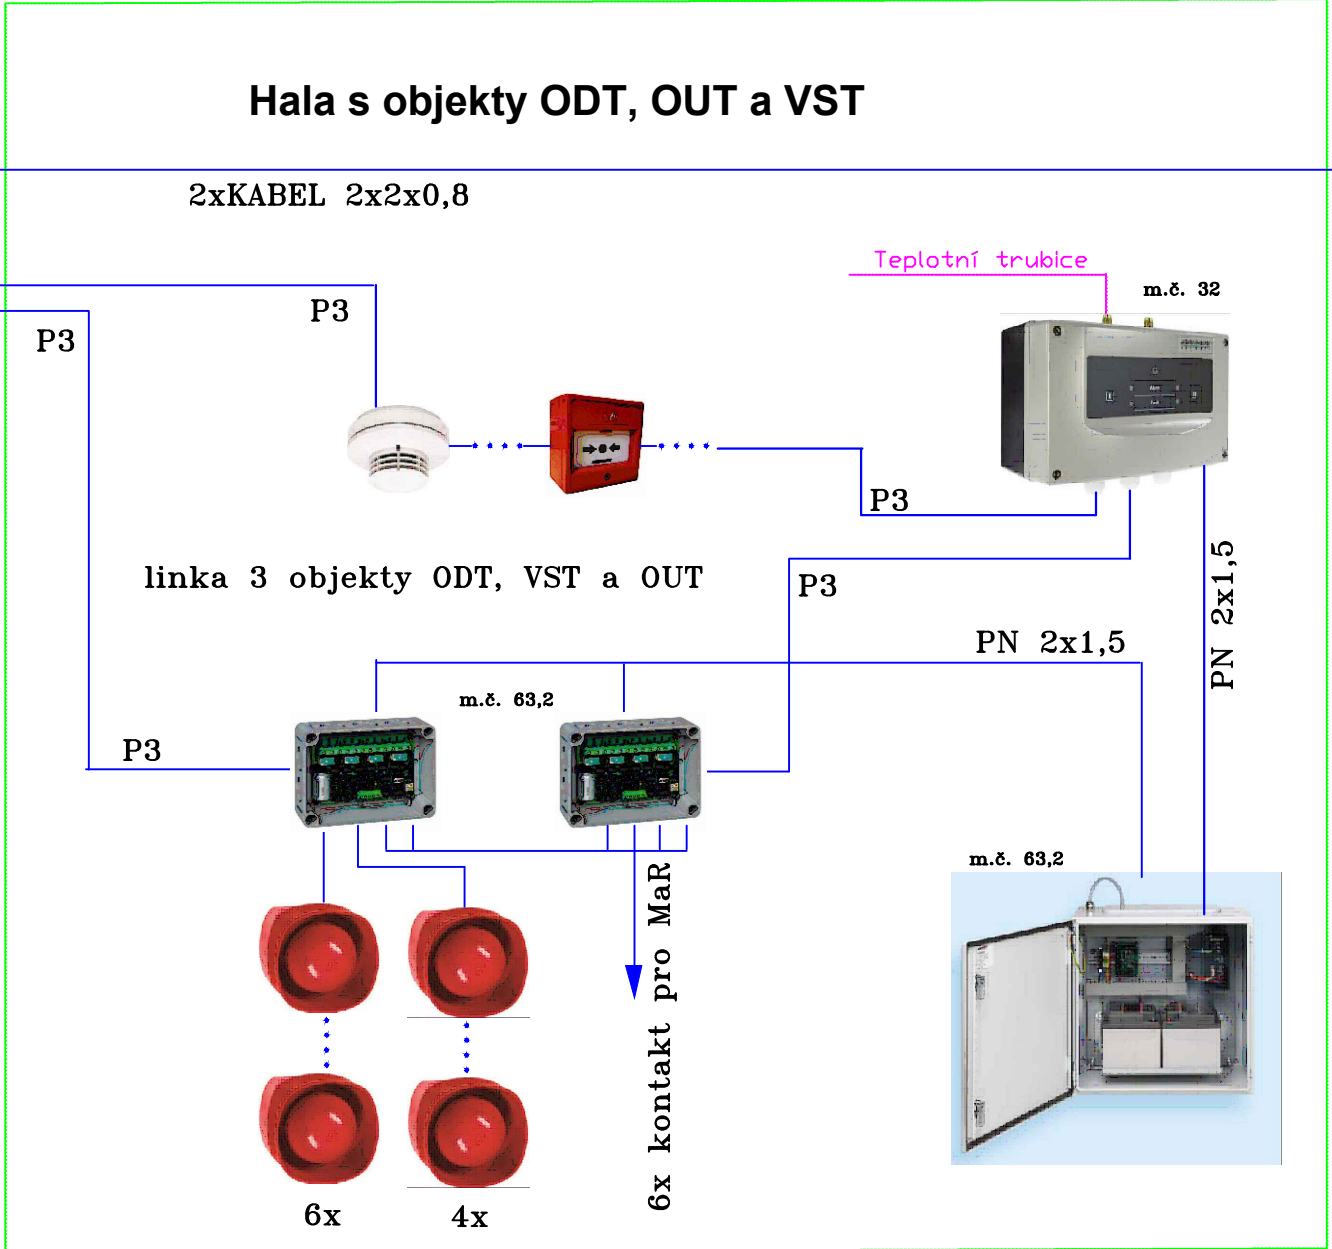 Hala s objekty ODT, OUT a VST
2xKABEL 2x2x0,8
Teplotní trubice
m.č. 32
P3
P3
P3
linka 3 objekty ODT, VST a OUT
P3
PN 2x1,5
PN 2x1,5
m.č. 63,2
P3
m.č. 63,2
6x kontakt pro MaR
6x
4x